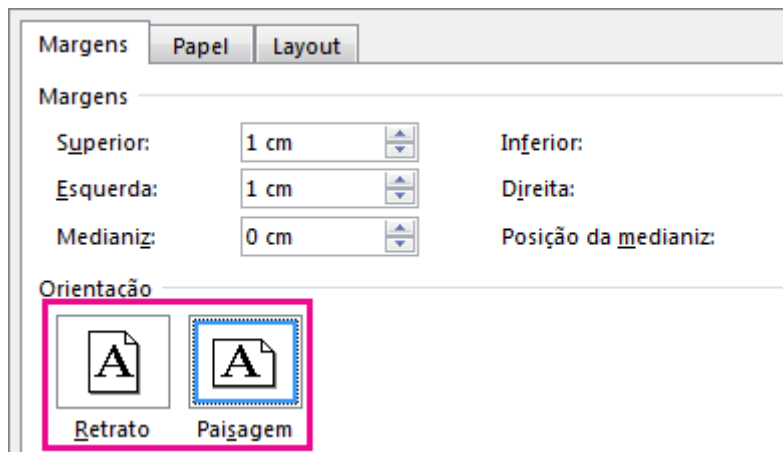 Margens Papel Layout
Margens
Superior: 1 cm Inferior:
Esquerda: 1 cm Direita:
Medianiz: 0 cm Posição da medianiz:
Orientação
A A
Retrato Paisagem